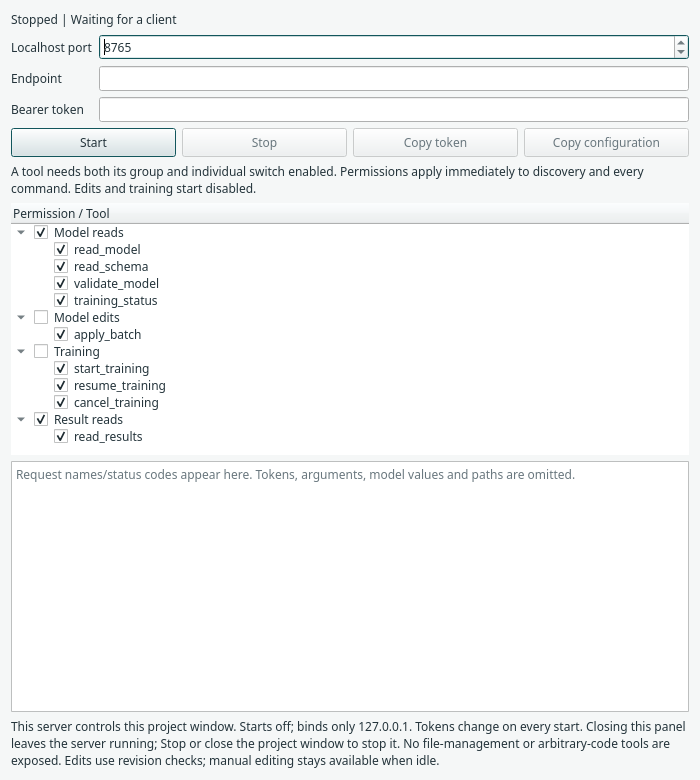 Stopped | Waiting for a client
Localhost port 8765
Endpoint
Bearer token
Start Stop Copy token Copy configuration
A tool needs both its group and individual switch enabled. Permissions apply immediately to discovery and every
command. Edits and training start disabled.
Permission / Tool
Model reads
read_model
read_schema
validate_model
training_status
Model edits
apply_batch
Training
start_training
resume_training
cancel_training
Result reads
read_results
Request names/status codes appear here. Tokens, arguments, model values and paths are omitted.
This server controls this project window. Starts off; binds only 127.0.0.1. Tokens change on every start. Closing this panel
leaves the server running; Stop or close the project window to stop it. No file-management or arbitrary-code tools are
exposed. Edits use revision checks; manual editing stays available when idle.